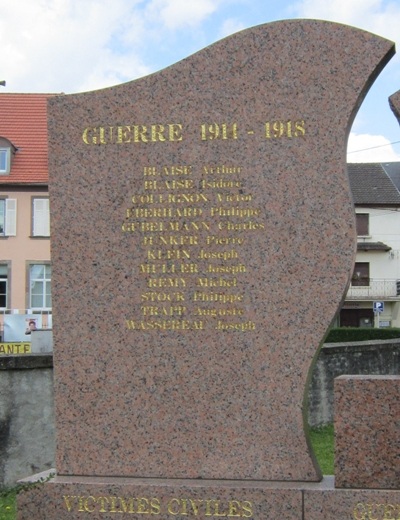 GUERRE 1914 - 1918
BLAISE Arthur
BLAISE Isidore
COLLIGNON Victor
EBERHARD Philippe
GUBELMANN Charles
JUNKER Pierre
KLEIN Joseph
MULLER Joseph
REMY Michel
STOCK Philippe
TRAPP Auguste
WASSEREAU Joseph
VICTIMES CIVILES